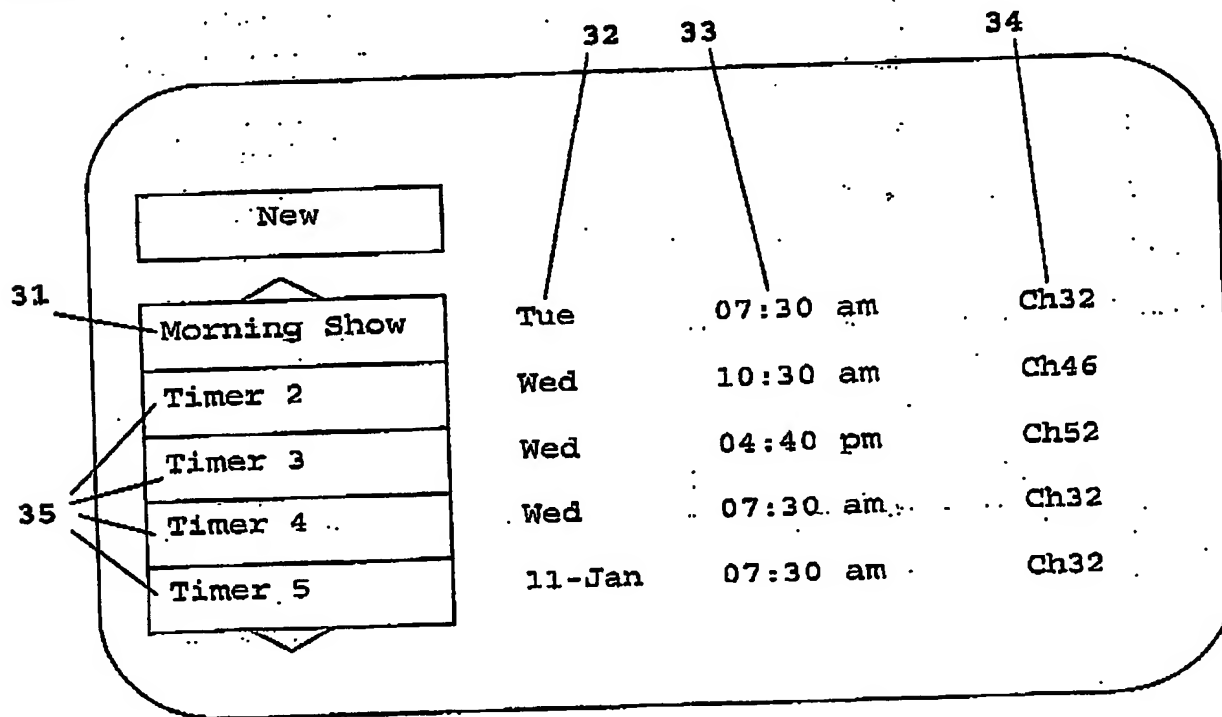 32 33 34
New
31
Morning Show Tue 07:30 am Ch32
Timer 2 Wed 10:30 am Ch46
Timer 3 Wed 04:40 pm Ch52
35
Timer 4 Wed 07:30 am Ch32
Timer 5 11-Jan 07:30 am Ch32